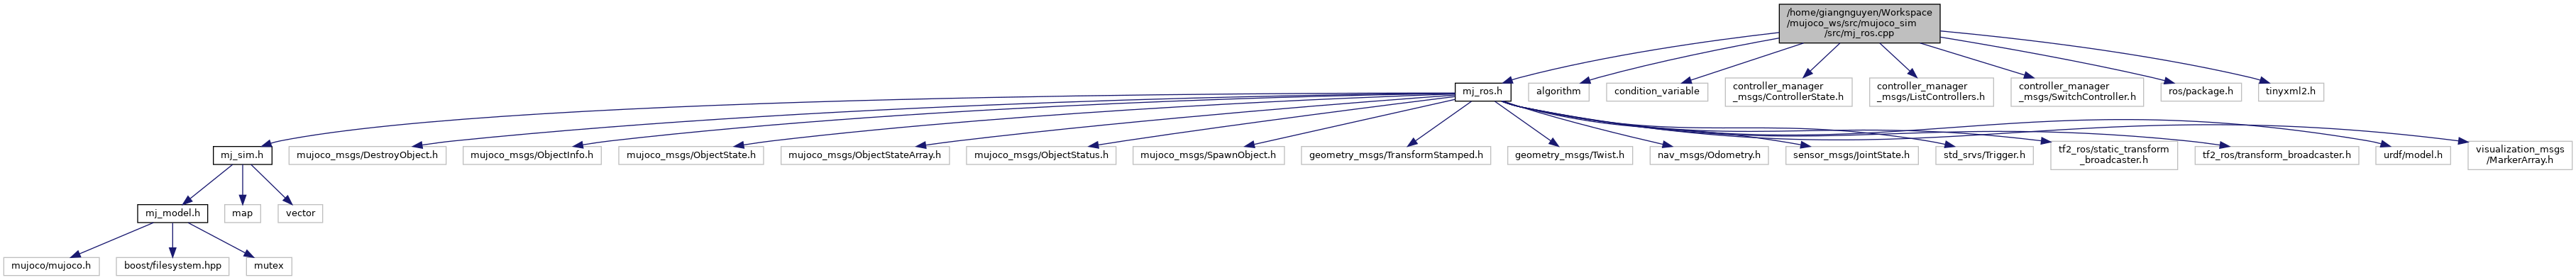 /home/giangnguyen/Workspace
/mujoco_ws/src/mujoco_sim
/src/mj_ros.cpp
mj_ros.h
algorithm
condition_variable
controller_manager
_msgs/ControllerState.h
controller_manager
_msgs/ListControllers.h
controller_manager
_msgs/SwitchController.h
ros/package.h
tinyxml2.h
mj_sim.h
mujoco_msgs/DestroyObject.h
mujoco_msgs/ObjectInfo.h
mujoco_msgs/ObjectState.h
mujoco_msgs/ObjectStateArray.h
mujoco_msgs/ObjectStatus.h
mujoco_msgs/SpawnObject.h
geometry_msgs/TransformStamped.h
geometry_msgs/Twist.h
nav_msgs/Odometry.h
sensor_msgs/JointState.h
std_srvs/Trigger.h
tf2_ros/static_transform
_broadcaster.h
tf2_ros/transform_broadcaster.h
urdf/model.h
visualization_msgs
/MarkerArray.h
mj_model.h
map
vector
mujoco/mujoco.h
boost/filesystem.hpp
mutex